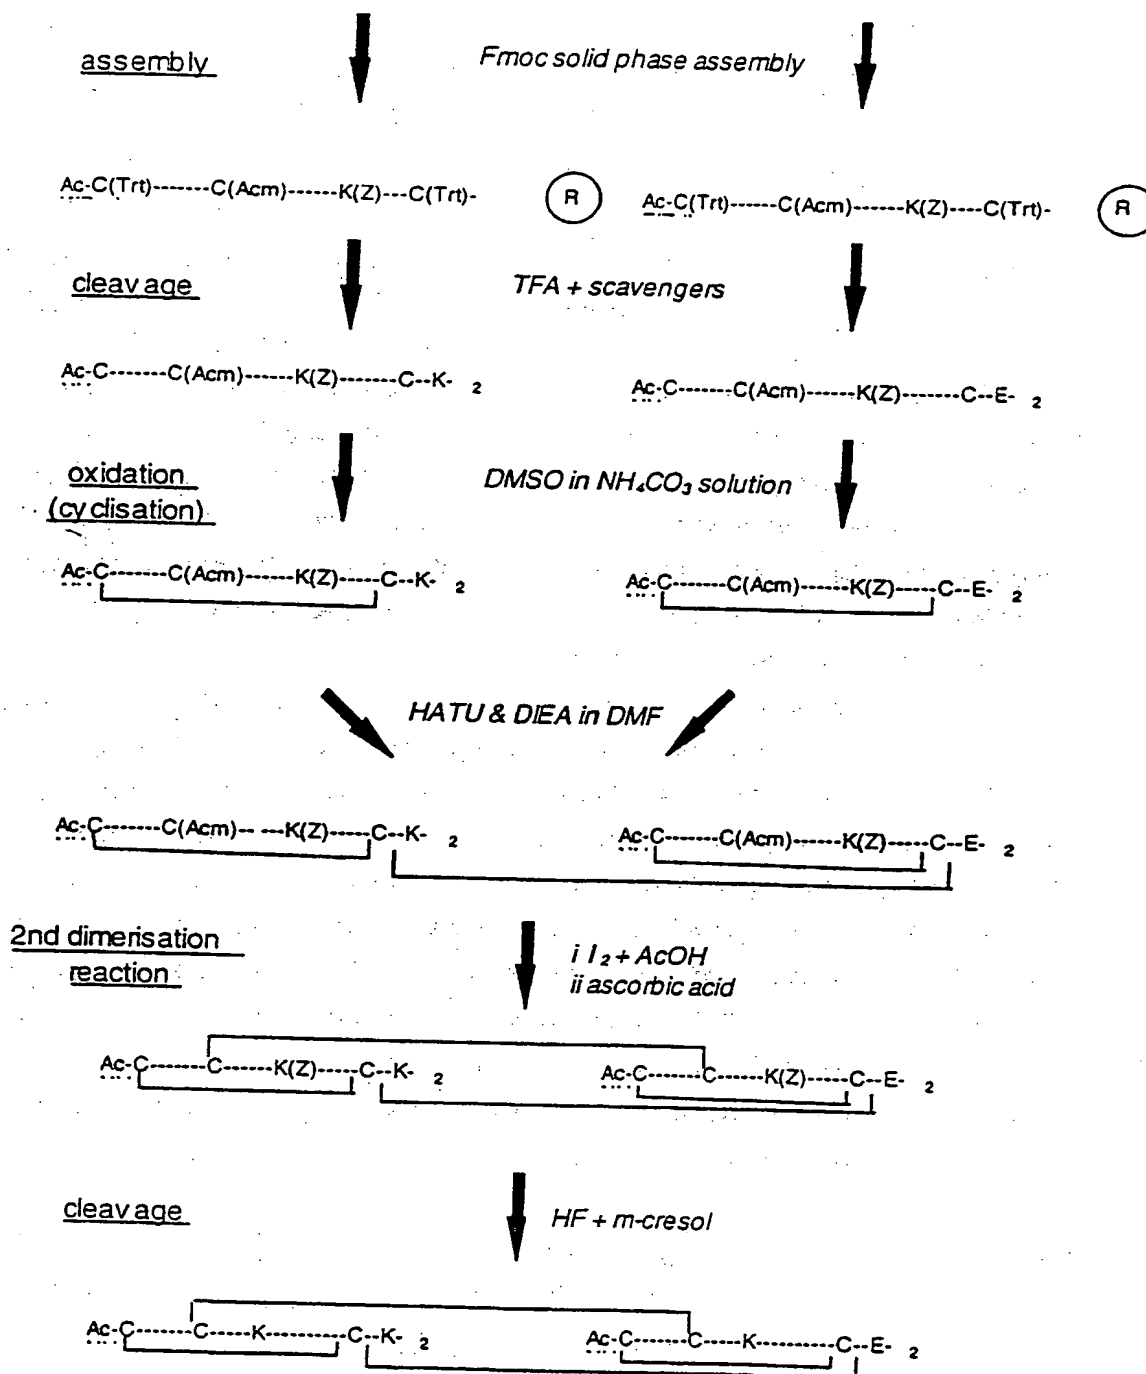 assembly
Fmoc solid phase assembly
Ac-C(Trt)-------C(Acm)------K(Z)---C(Trt)- R
Ac-C(Trt)------C(Acm)------K(Z)----C(Trt)- R
cleavage
TFA + scavengers
Ac-C-------C(Acm)------K(Z)-------C--K- 2
Ac-C-------C(Acm)------K(Z)-------C--E- 2
oxidation
(cyclisation)
DMSO in NH₄CO₃ solution
Ac-C-------C(Acm)------K(Z)-----C--K- 2
Ac-C-------C(Acm)------K(Z)-----C--E- 2
HATU & DIEA in DMF
Ac-C-------C(Acm)-- ---K(Z)-----C--K- 2
Ac-C-------C(Acm)------K(Z)-----C--E- 2
2nd dimerisation
reaction
i I₂ + AcOH
ii ascorbic acid
Ac-C-------C------K(Z)-----C--K- 2
Ac-C-------C------K(Z)-----C--E- 2
cleavage
HF + m-cresol
Ac-C-------C-----K---------C--K- 2
Ac-C-------C-----K---------C--E- 2